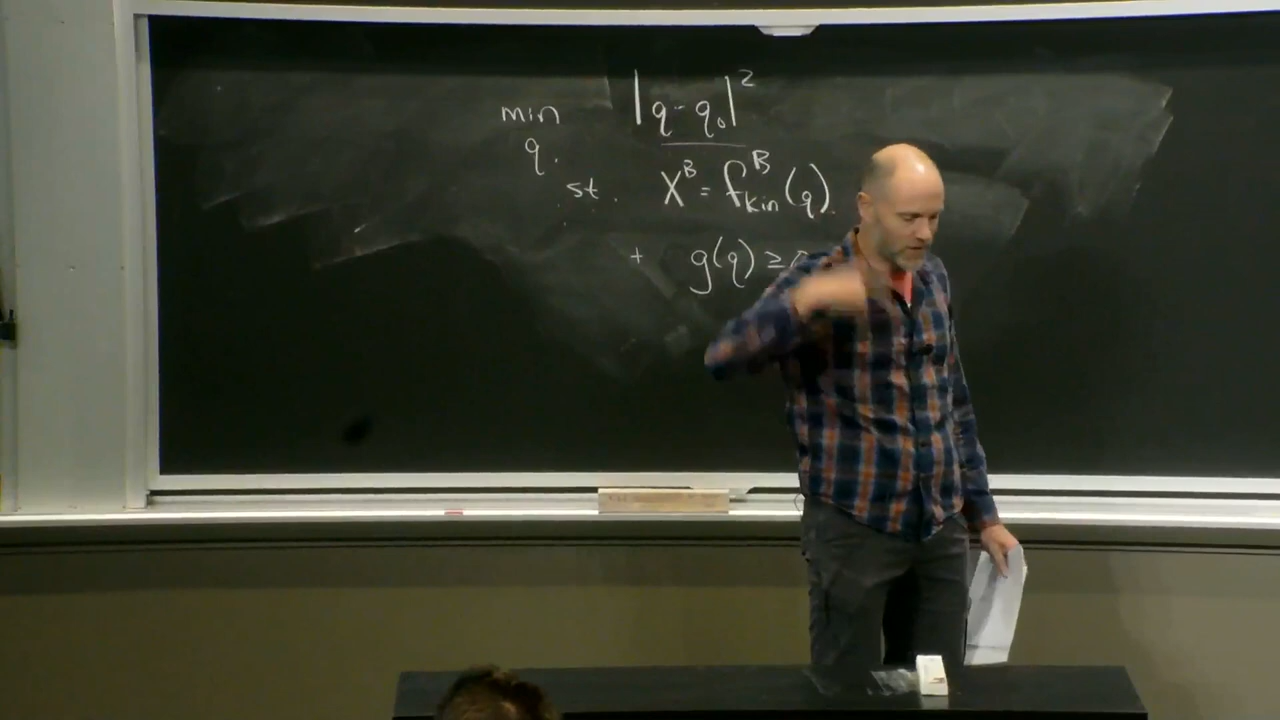 min |q - q₀|²
q.
st. X^B = f^B_kin(q).
+ g(q) ≥